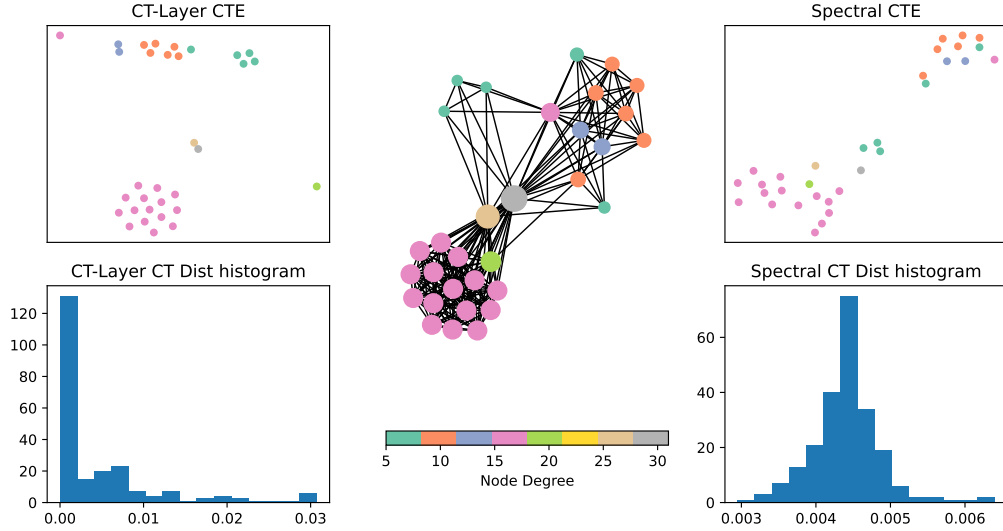 CT-Layer CTE
Spectral CTE
CT-Layer CT Dist histogram
120
100
80
60
40
20
0
0.00 0.01 0.02 0.03
5 10 15 20 25 30
Node Degree
Spectral CT Dist histogram
60
40
20
0
0.003 0.004 0.005 0.006